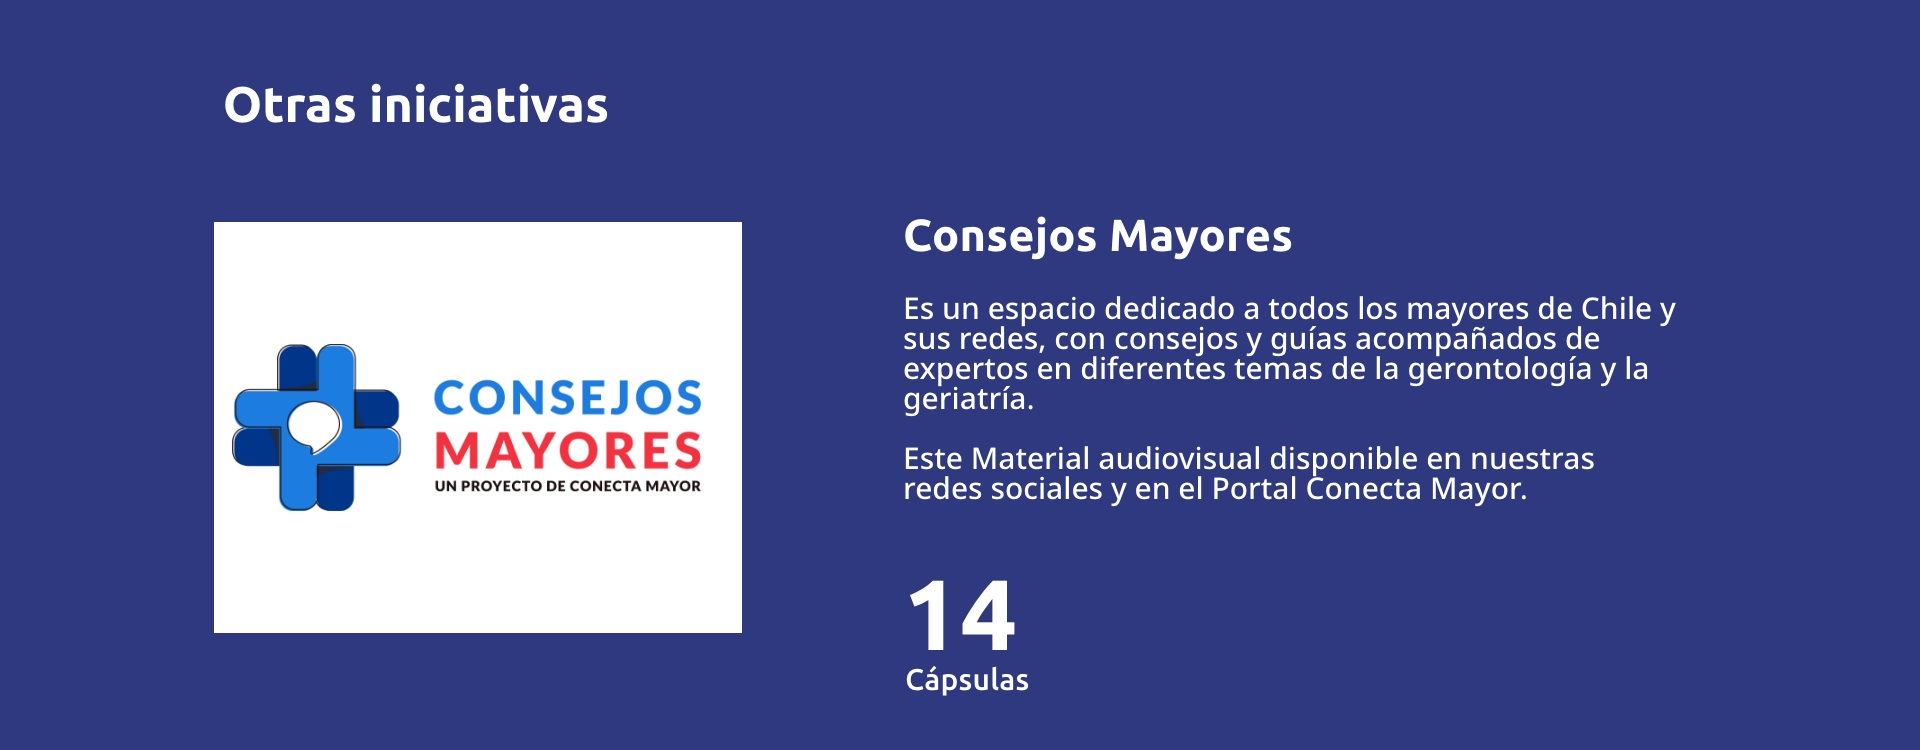 Otras iniciativas
CONSEJOS
MAYORES
UN PROYECTO DE CONECTA MAYOR
Consejos Mayores
Es un espacio dedicado a todos los mayores de Chile y
sus redes, con consejos y guías acompañados de
expertos en diferentes temas de la gerontología y la
geriatría.
Este Material audiovisual disponible en nuestras
redes sociales y en el Portal Conecta Mayor.
14
Cápsulas